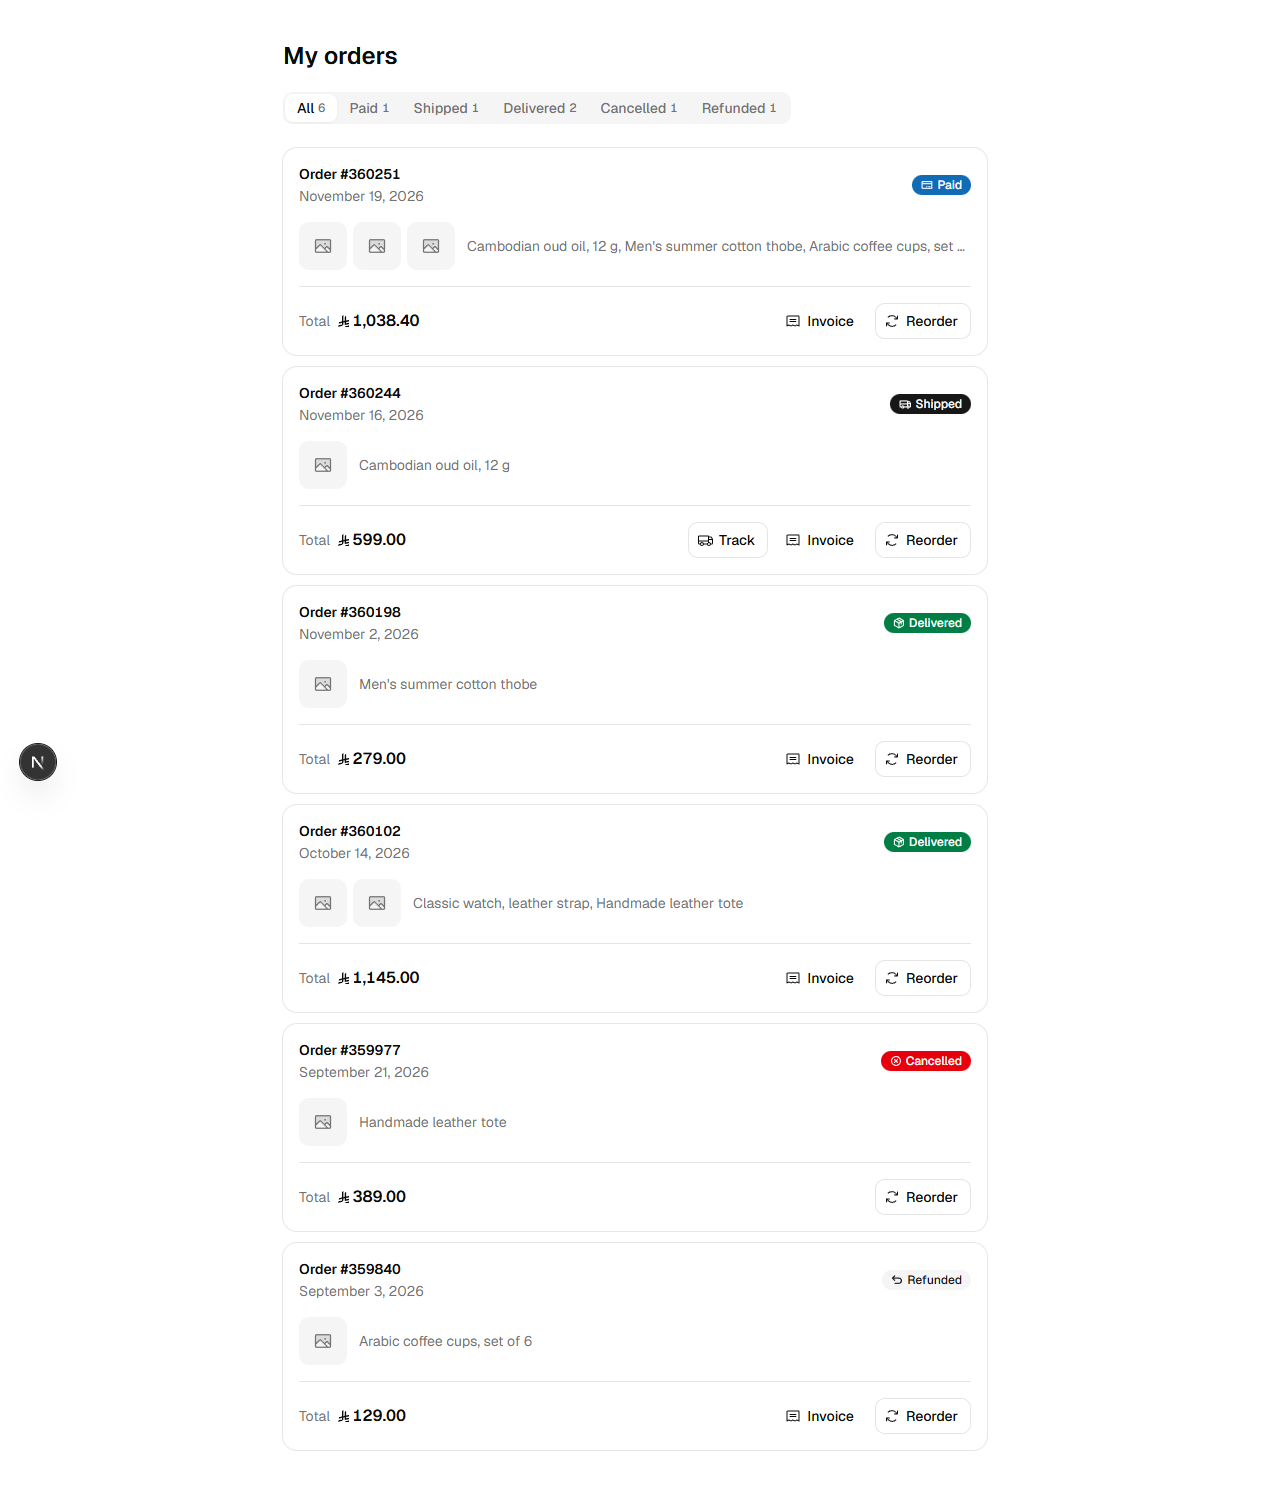 My orders
All 6 Paid 1 Shipped 1 Delivered 2 Cancelled 1 Refunded 1
Order #360251
November 19, 2026
Paid
Cambodian oud oil, 12 g, Men's summer cotton thobe, Arabic coffee cups, set …
Total ⃁ 1,038.40 Invoice Reorder
Order #360244
November 16, 2026
Shipped
Cambodian oud oil, 12 g
Total ⃁ 599.00 Track Invoice Reorder
Order #360198
November 2, 2026
Delivered
Men's summer cotton thobe
Total ⃁ 279.00 Invoice Reorder
Order #360102
October 14, 2026
Delivered
Classic watch, leather strap, Handmade leather tote
Total ⃁ 1,145.00 Invoice Reorder
Order #359977
September 21, 2026
Cancelled
Handmade leather tote
Total ⃁ 389.00 Reorder
Order #359840
September 3, 2026
Refunded
Arabic coffee cups, set of 6
Total ⃁ 129.00 Invoice Reorder
N